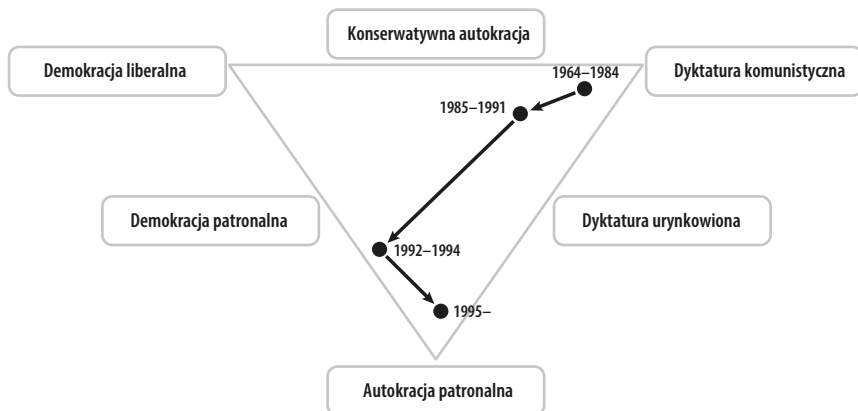 Konserwatywna autokracja
Demokracja liberalna
Dyktatura komunistyczna
1964–1984
1985–1991
Demokracja patronalna
Dyktatura urynkowiona
1992–1994
1995–
Autokracja patronalna